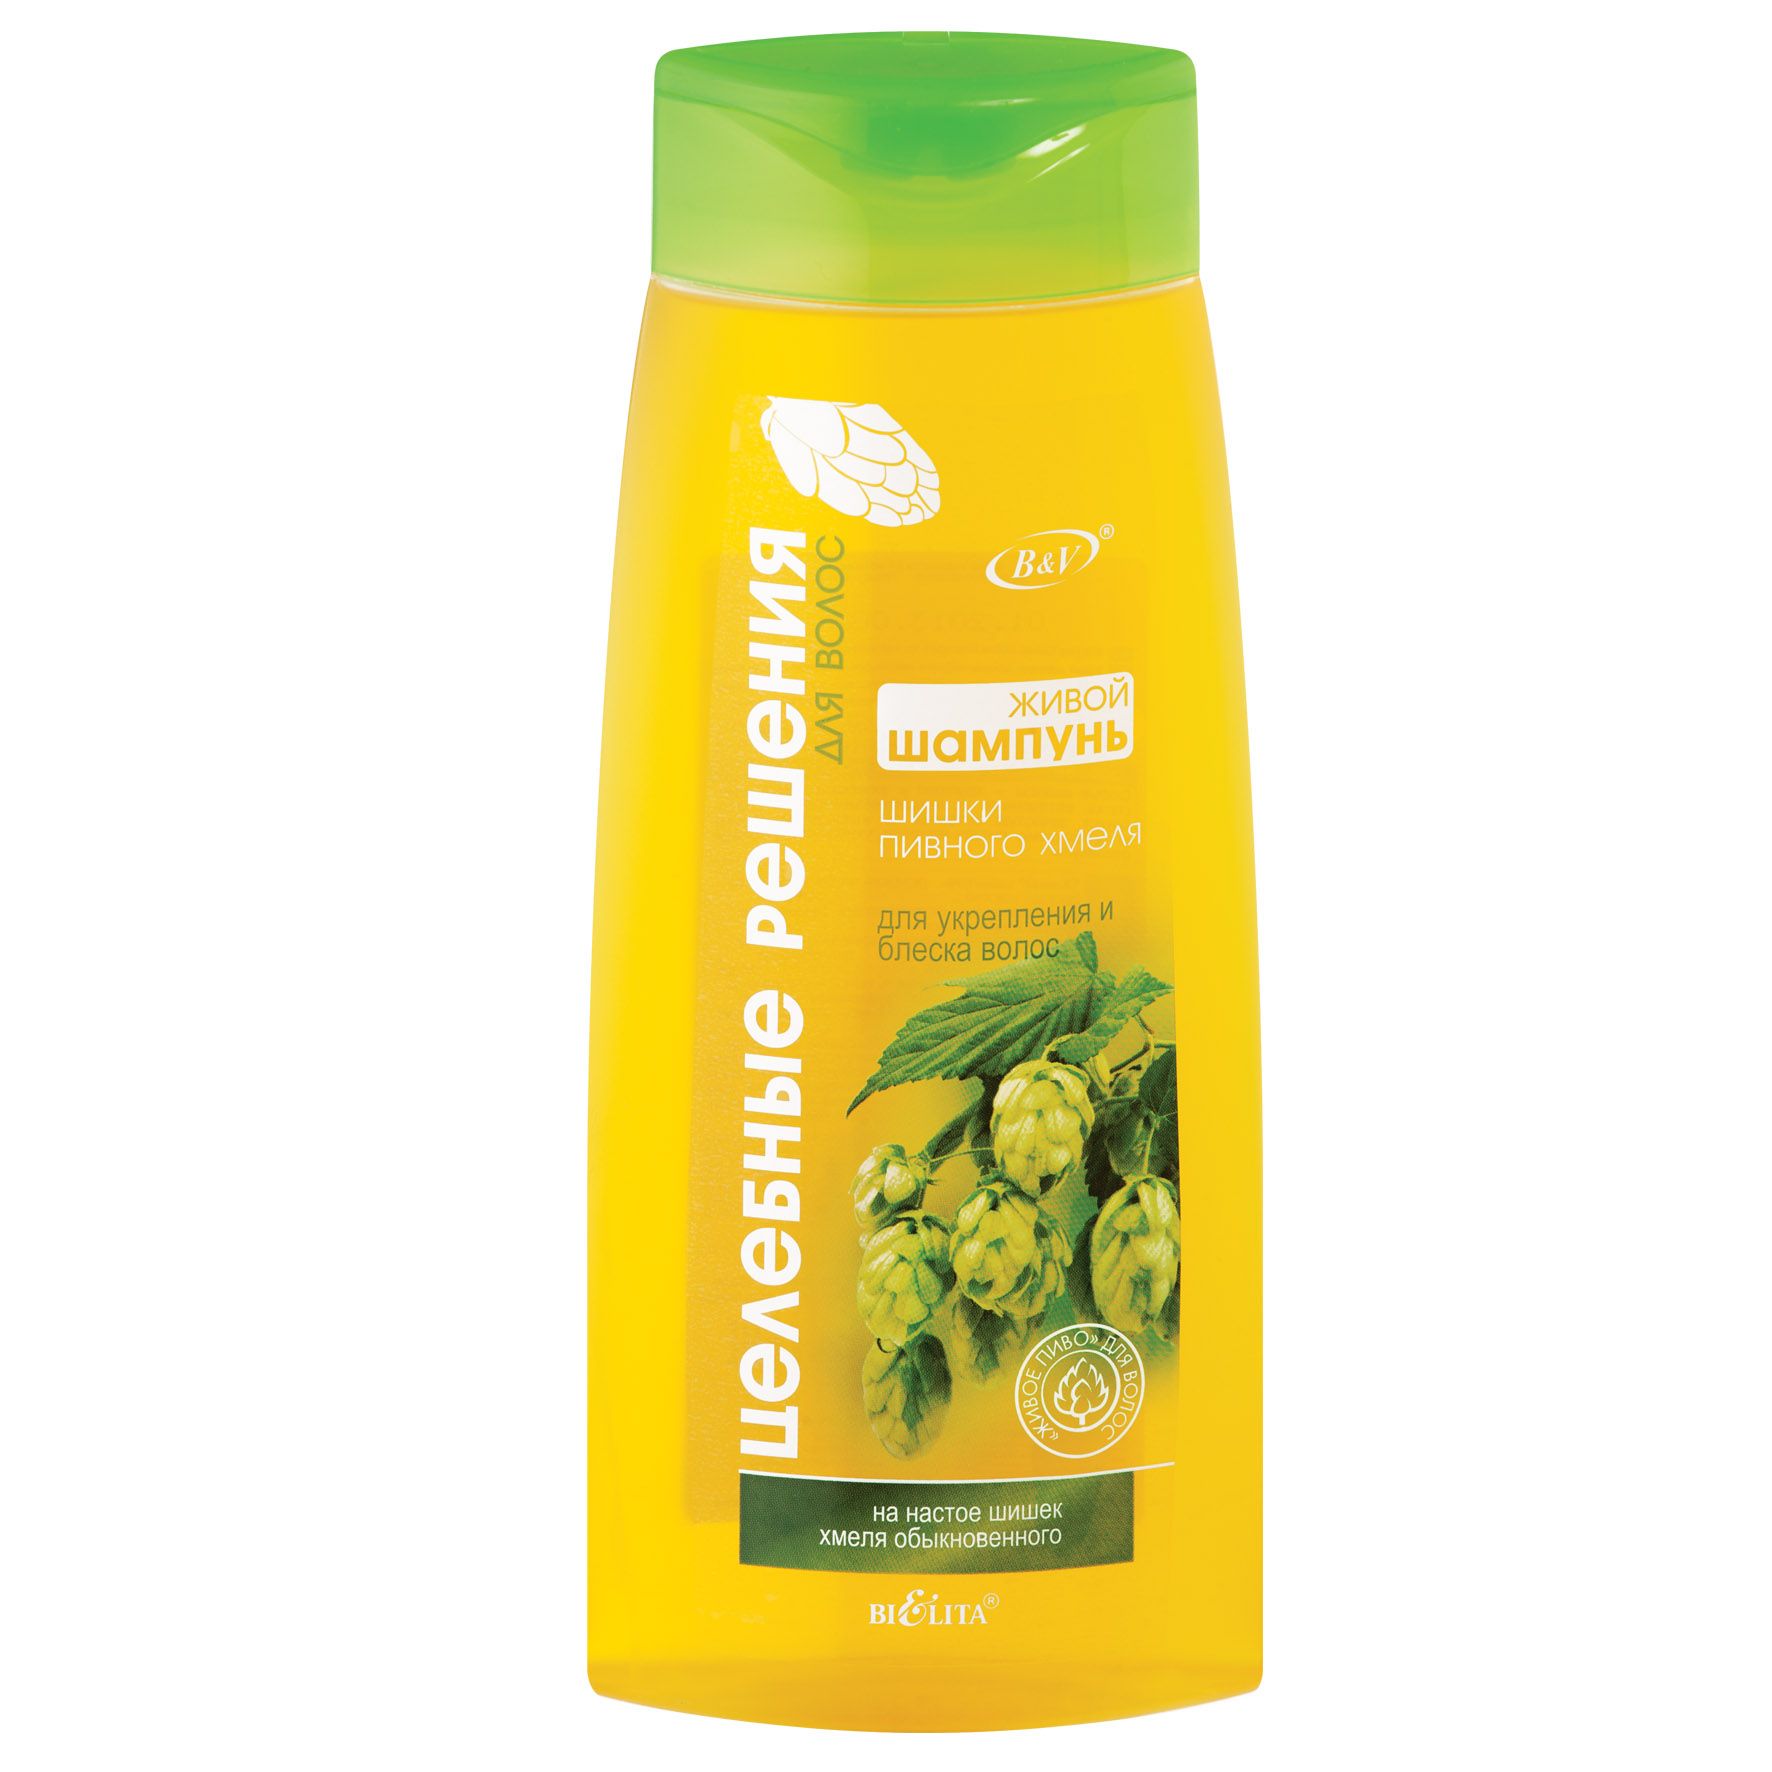 ЦЕЛЕБНЫЕ РЕШЕНИЯ
ДЛЯ ВОЛОС
B&V®
ЖИВОЙ
ШАМПУНЬ
ШИШКИ
ПИВНОГО ХМЕЛЯ
для укрепления и
блеска волос
«ЖИВОЕ ПИВО» ДЛЯ ВОЛОС
на настое шишек
хмеля обыкновенного
BIELITA®